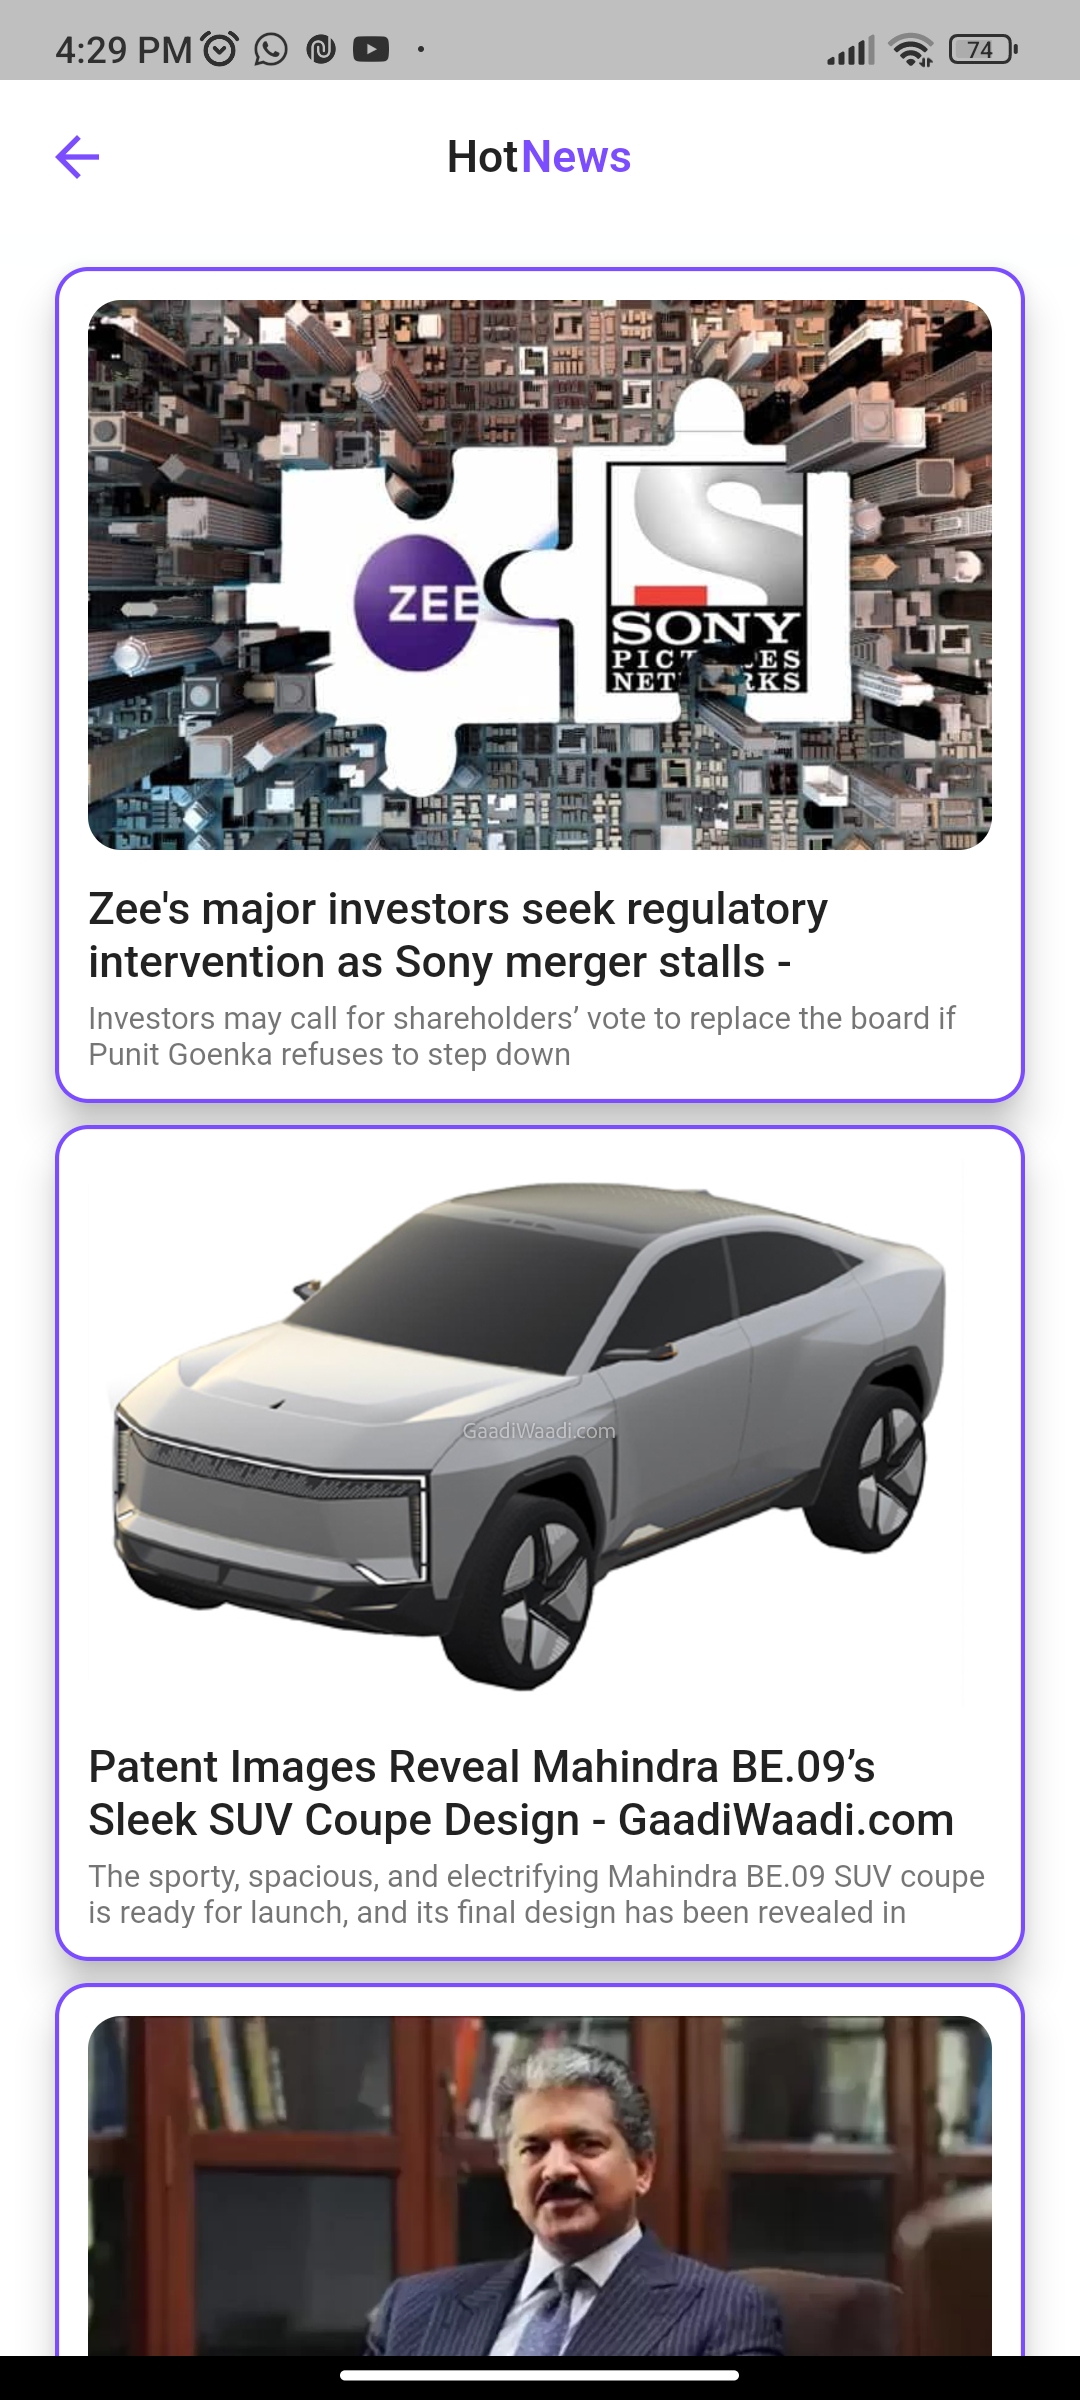 4:29 PM
74
HotNews
ZEE
SONY
Zee's major investors seek regulatory
intervention as Sony merger stalls -
Investors may call for shareholders’ vote to replace the board if
Punit Goenka refuses to step down
GaadiWaadi.com
Patent Images Reveal Mahindra BE.09’s
Sleek SUV Coupe Design - GaadiWaadi.com
The sporty, spacious, and electrifying Mahindra BE.09 SUV coupe
is ready for launch, and its final design has been revealed in